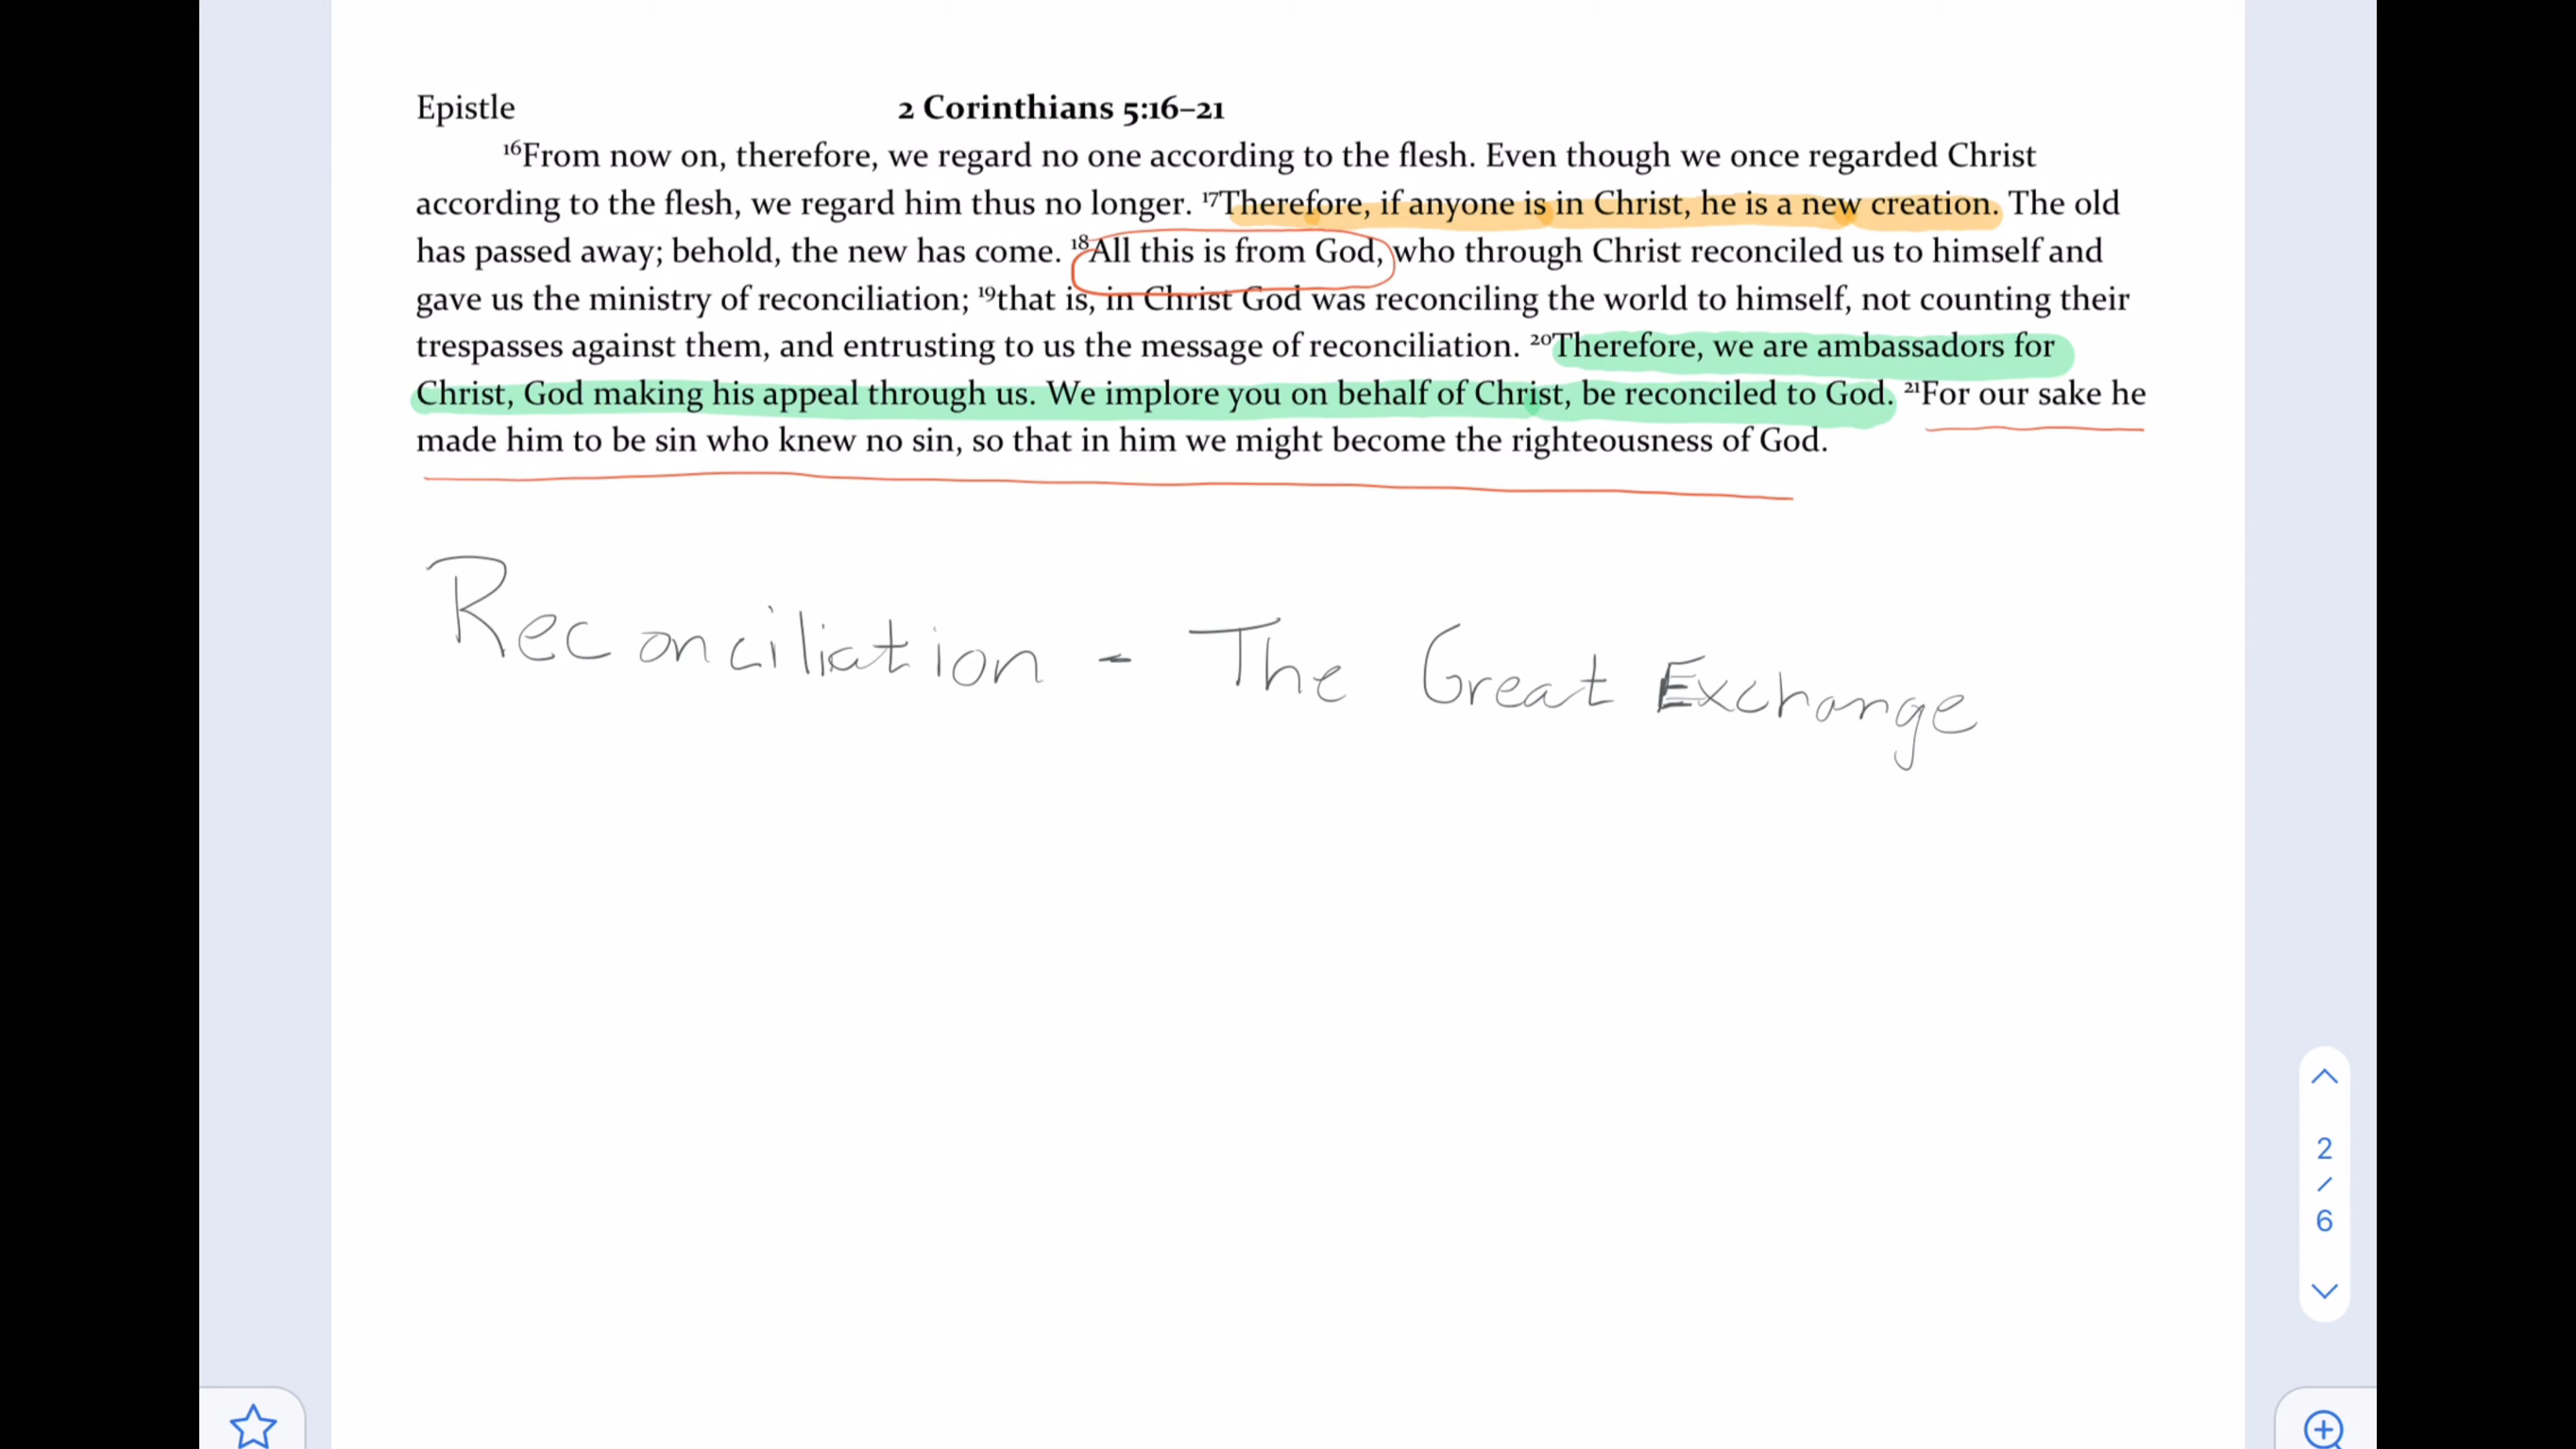 Epistle 2 Corinthians 5:16–21
16From now on, therefore, we regard no one according to the flesh. Even though we once regarded Christ
according to the flesh, we regard him thus no longer. 17Therefore, if anyone is in Christ, he is a new creation. The old
has passed away; behold, the new has come. 18All this is from God, who through Christ reconciled us to himself and
gave us the ministry of reconciliation; 19that is, in Christ God was reconciling the world to himself, not counting their
trespasses against them, and entrusting to us the message of reconciliation. 20Therefore, we are ambassadors for
Christ, God making his appeal through us. We implore you on behalf of Christ, be reconciled to God. 21For our sake he
made him to be sin who knew no sin, so that in him we might become the righteousness of God.
Reconciliation - The Great Exchange
2
/
6